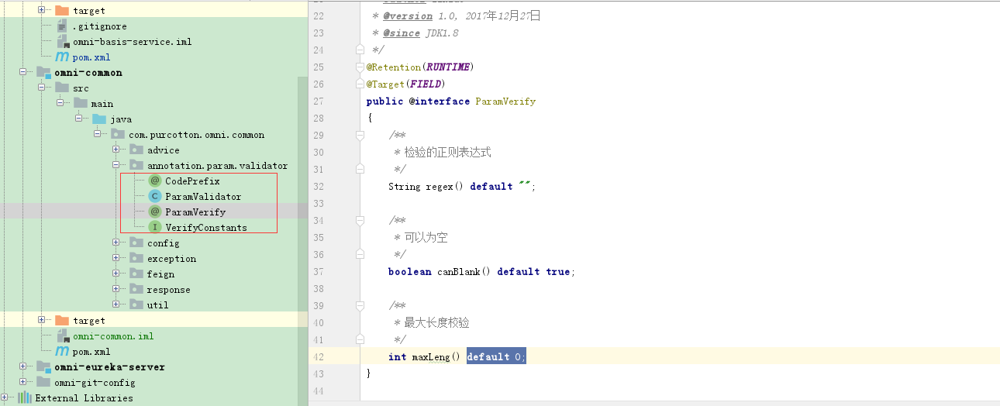 target
.gitignore
omni-basis-service.iml
pom.xml
omni-common
src
main
java
com.purcotton.omni.common
advice
annotation.param.validator
CodePrefix
ParamValidator
ParamVerify
VerifyConstants
config
exception
feign
response
util
target
omni-common.iml
pom.xml
omni-eureka-server
omni-git-config
External Libraries
22 * @version 1.0, 2017年12月27日
23 * @since JDK1.8
24 */
25 @Retention(RUNTIME)
26 @Target(FIELD)
27 public @interface ParamVerify
28 {
29 /**
30 * 检验的正则表达式
31 */
32 String regex() default "";
33
34 /**
35 * 可以为空
36 */
37 boolean canBlank() default true;
38
39 /**
40 * 最大长度校验
41 */
42 int maxLeng() default 0;
43 }
44